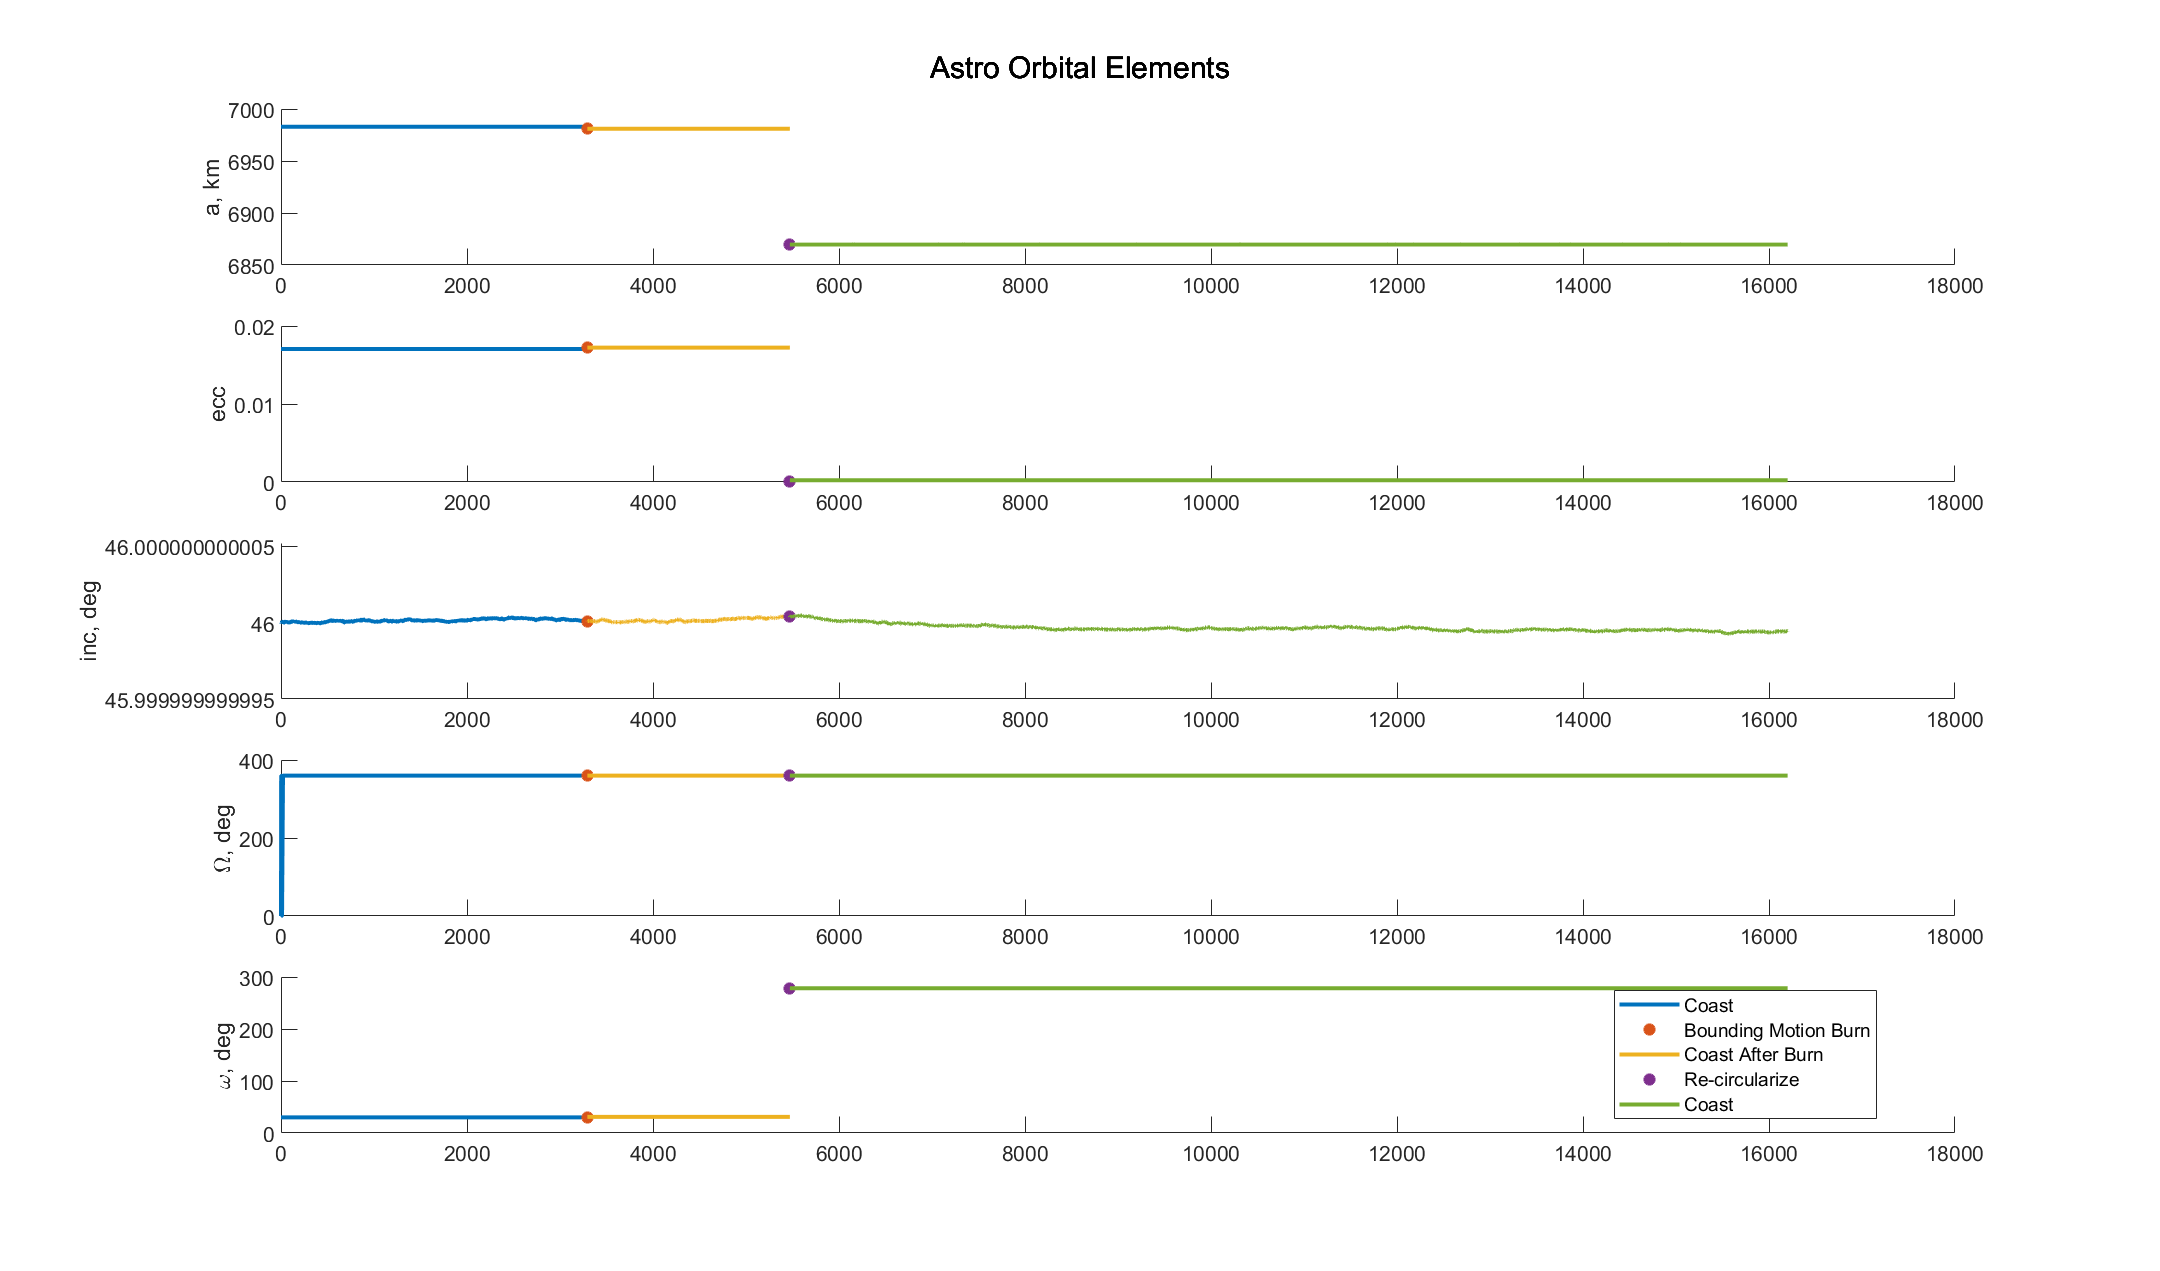 Astro Orbital Elements
7000
6950
6900
6850
a, km
0 2000 4000 6000 8000 10000 12000 14000 16000 18000
0.02
0.01
0
ecc
0 2000 4000 6000 8000 10000 12000 14000 16000 18000
46.000000000005
46
45.999999999995
inc, deg
0 2000 4000 6000 8000 10000 12000 14000 16000 18000
400
200
0
Ω, deg
0 2000 4000 6000 8000 10000 12000 14000 16000 18000
300
200
100
0
ω, deg
0 2000 4000 6000 8000 10000 12000 14000 16000 18000
Coast
Bounding Motion Burn
Coast After Burn
Re-circularize
Coast